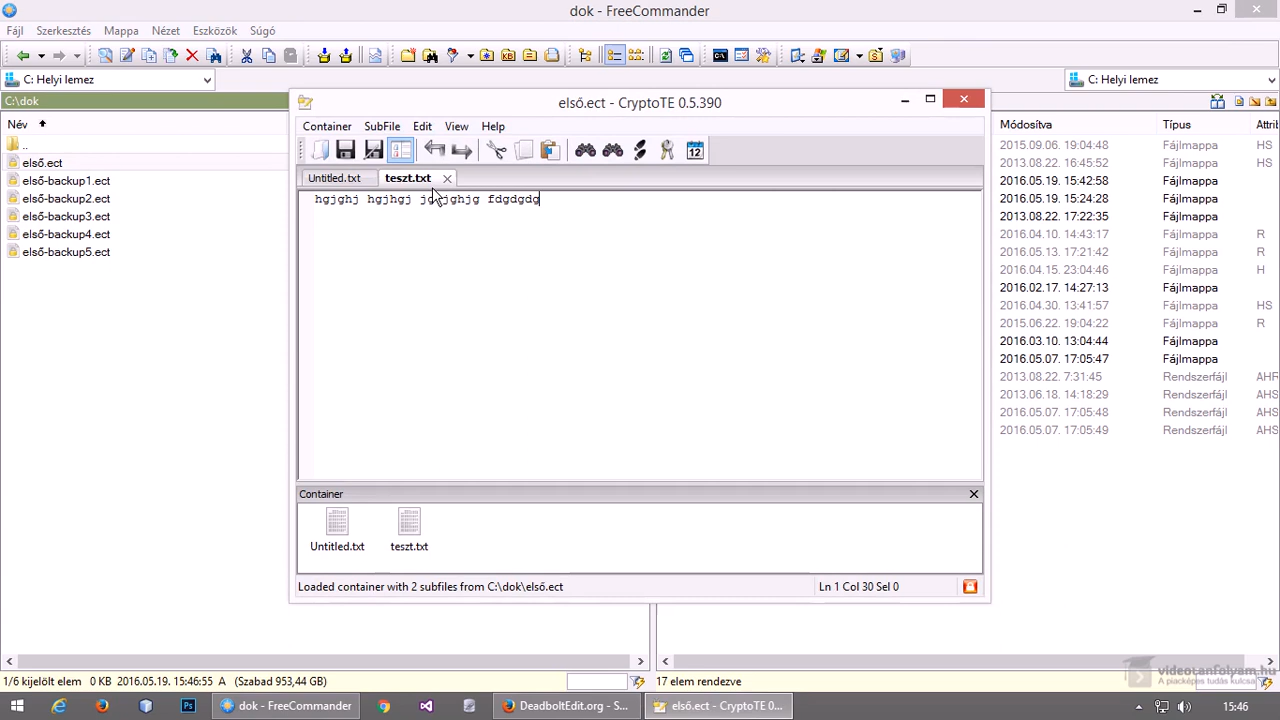 dok - FreeCommander
Fájl Szerkesztés Mappa Nézet Eszközök Súgó
C: Helyi lemez
C: Helyi lemez
C:\dok
Név
..
első.ect
első-backup1.ect
első-backup2.ect
első-backup3.ect
első-backup4.ect
első-backup5.ect
első.ect - CryptoTE 0.5.390
Container SubFile Edit View Help
12
Untitled.txt teszt.txt
hgjghj hgjhgj fdgdgdg
Container
Untitled.txt teszt.txt
Loaded container with 2 subfiles from C:\dok\első.ect Ln 1 Col 30 Sel 0
Módosítva Típus Attrib
2015.09.06. 19:04:48 Fájlmappa HS
2013.08.22. 16:45:52 Fájlmappa HS
2016.05.19. 15:42:58 Fájlmappa
2016.05.19. 15:24:28 Fájlmappa
2013.08.22. 17:22:35 Fájlmappa
2016.04.10. 14:43:17 Fájlmappa R
2016.05.13. 17:21:42 Fájlmappa R
2016.04.15. 23:04:46 Fájlmappa H
2016.02.17. 14:27:13 Fájlmappa
2016.04.30. 13:41:57 Fájlmappa HS
2015.06.22. 19:04:22 Fájlmappa R
2016.03.10. 13:04:44 Fájlmappa
2016.05.07. 17:05:47 Fájlmappa
2013.08.22. 7:31:45 Rendszerfájl AHR
2013.06.18. 14:18:29 Rendszerfájl AHS
2016.05.07. 17:05:48 Rendszerfájl AHS
2016.05.07. 17:05:49 Rendszerfájl AHS
1/6 kijelölt elem 0 KB 2016.05.19. 15:46:55 A (Szabad 953,44 GB)
17 elem rendezve
videotanfolyam.hu
A piacképes tudás kulcsa
dok - FreeCommander DeadboltEdit.org - S... első.ect - CryptoTE 0... 15:46